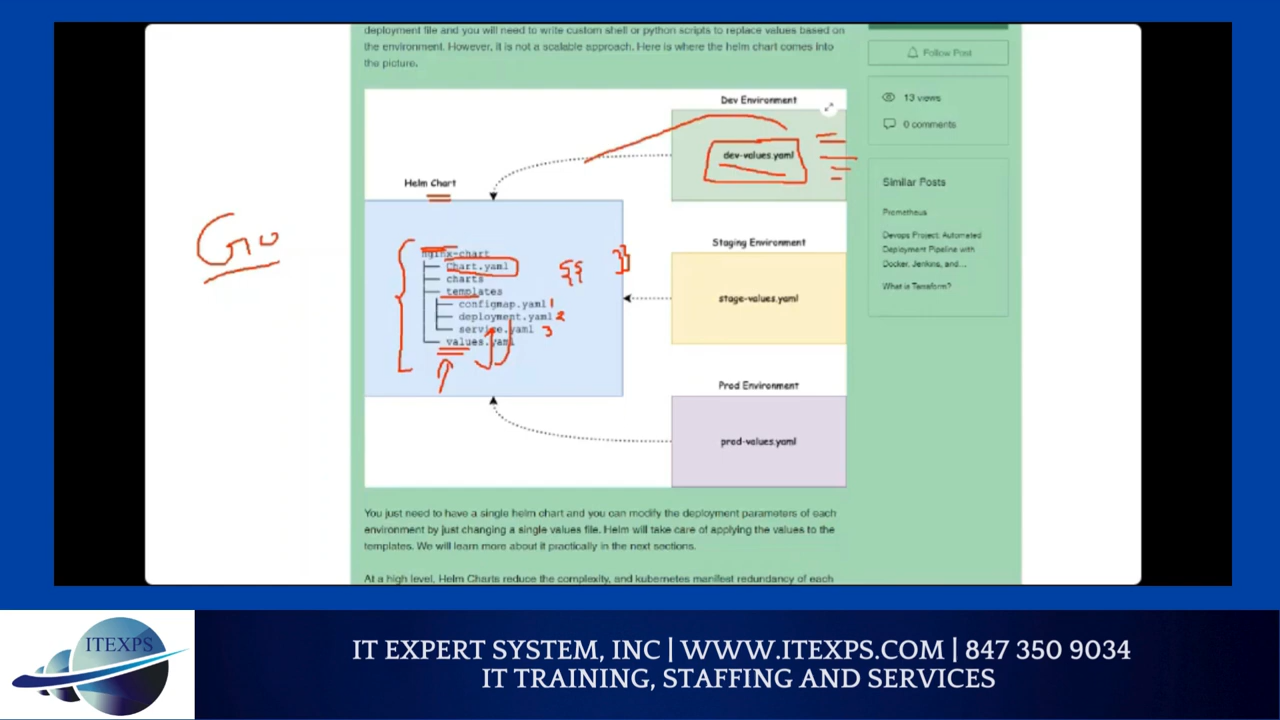 deployment file and you will need to write custom shell or python scripts to replace values based on
the environment. However, it is not a scalable approach. Here is where the helm chart comes into
the picture.
Follow Post
13 views
0 comments
Similar Posts
Prometheus
Devops Project: Automated
Deployment Pipeline with
Docker, Jenkins, and...
What is Terraform?
Dev Environment
dev-values.yaml
Helm Chart
Go
nginx-chart
Chart.yaml
charts
templates
configmap.yaml 1
deployment.yaml 2
service.yaml 3
values.yaml
{{ }}
Staging Environment
stage-values.yaml
Prod Environment
prod-values.yaml
You just need to have a single helm chart and you can modify the deployment parameters of each
environment by just changing a single values file. Helm will take care of applying the values to the
templates. We will learn more about it practically in the next sections.
At a high level, Helm Charts reduce the complexity, and kubernetes manifest redundancy of each
ITEXPS
IT EXPERT SYSTEM, INC | WWW.ITEXPS.COM | 847 350 9034
IT TRAINING, STAFFING AND SERVICES